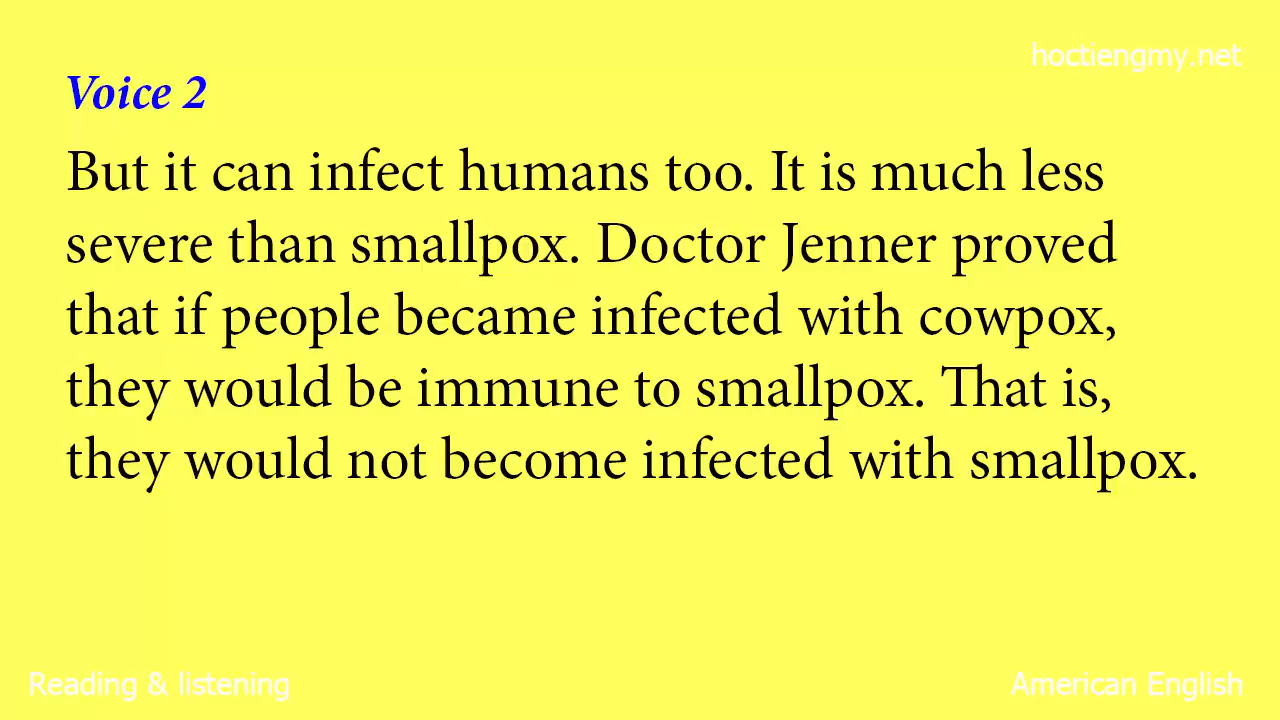 hoctiengmy.net
Voice 2
But it can infect humans too. It is much less
severe than smallpox. Doctor Jenner proved
that if people became infected with cowpox,
they would be immune to smallpox. That is,
they would not become infected with smallpox.
Reading & listening
American English